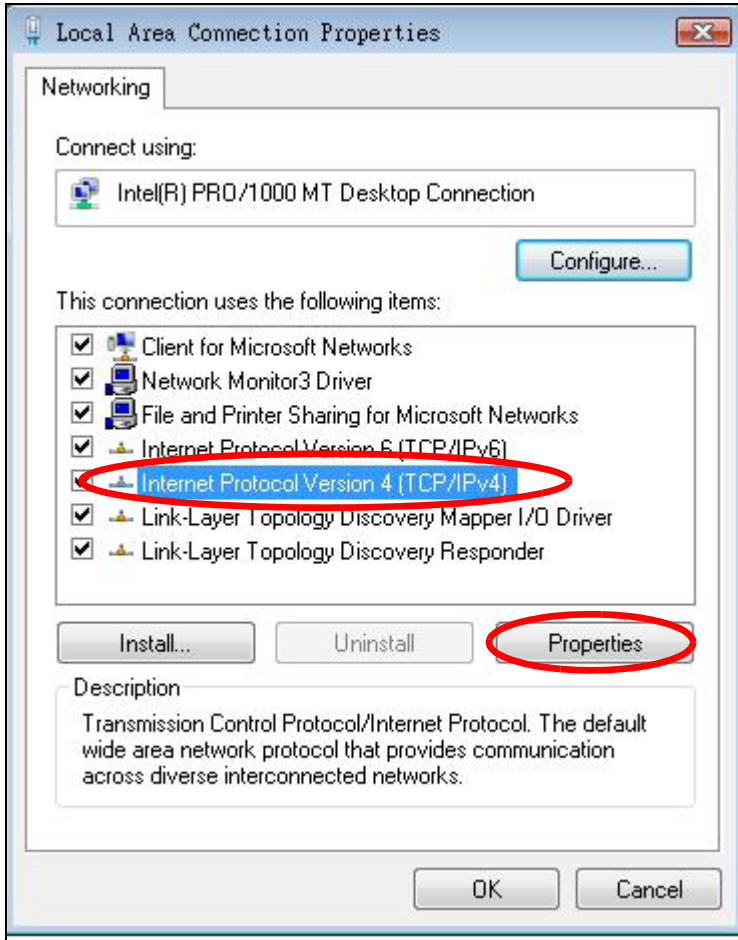 Local Area Connection Properties
Networking
Connect using:
Intel(R) PRO/1000 MT Desktop Connection
Configure...
This connection uses the following items:
Client for Microsoft Networks
Network Monitor3 Driver
File and Printer Sharing for Microsoft Networks
Internet Protocol Version 6 (TCP/IPv6)
Internet Protocol Version 4 (TCP/IPv4)
Link-Layer Topology Discovery Mapper I/O Driver
Link-Layer Topology Discovery Responder
Install...
Uninstall
Properties
Description
Transmission Control Protocol/Internet Protocol. The default
wide area network protocol that provides communication
across diverse interconnected networks.
OK
Cancel